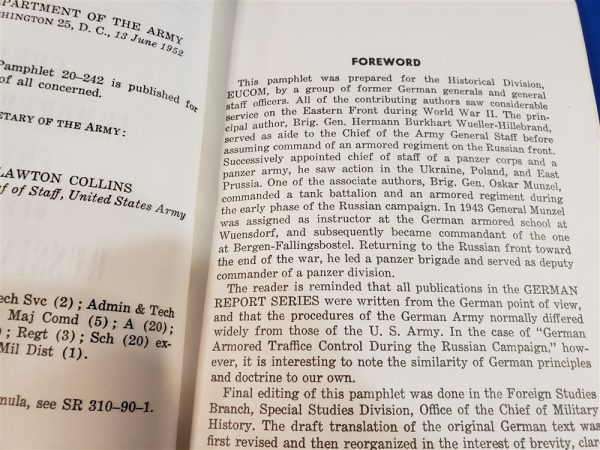 PARTMENT OF THE ARMY
HINGTON 25, D. C., 13 June 1952
Pamphlet 20-242 is published for
of all concerned.
ETARY OF THE ARMY:
LAWTON COLLINS
ef of Staff, United States Army
ech Svc (2); Admin & Tech
Maj Comd (5); A (20);
; Regt (3); Sch (20) ex-
Mil Dist (1).
mula, see SR 310-90-1.
FOREWORD
This pamphlet was prepared for the Historical Division,
EUCOM, by a group of former German generals and general
staff officers. All of the contributing authors saw considerable
service on the Eastern Front during World War II. The prin-
cipal author, Brig. Gen. Hermann Burkhart Mueller-Hillebrand,
served as aide to the Chief of the Army General Staff before
assuming command of an armored regiment on the Russian front.
Successively appointed chief of staff of a panzer corps and a
panzer army, he saw action in the Ukraine, Poland, and East
Prussia. One of the associate authors, Brig. Gen. Oskar Munzel,
commanded a tank battalion and an armored regiment during
the early phase of the Russian campaign. In 1943 General Munzel
was assigned as instructor at the German armored school at
Wuensdorf, and subsequently became commandant of the one
at Bergen-Fallingsbostel. Returning to the Russian front toward
the end of the war, he led a panzer brigade and served as deputy
commander of a panzer division.
The reader is reminded that all publications in the GERMAN
REPORT SERIES were written from the German point of view,
and that the procedures of the German Army normally differed
widely from those of the U. S. Army. In the case of "German
Armored Traffice Control During the Russian Campaign," how-
ever, it is interesting to note the similarity of German principles
and doctrine to our own.
Final editing of this pamphlet was done in the Foreign Studies
Branch, Special Studies Division, Office of the Chief of Military
History. The draft translation of the original German text was
first revised and then reorganized in the interest of brevity, clar